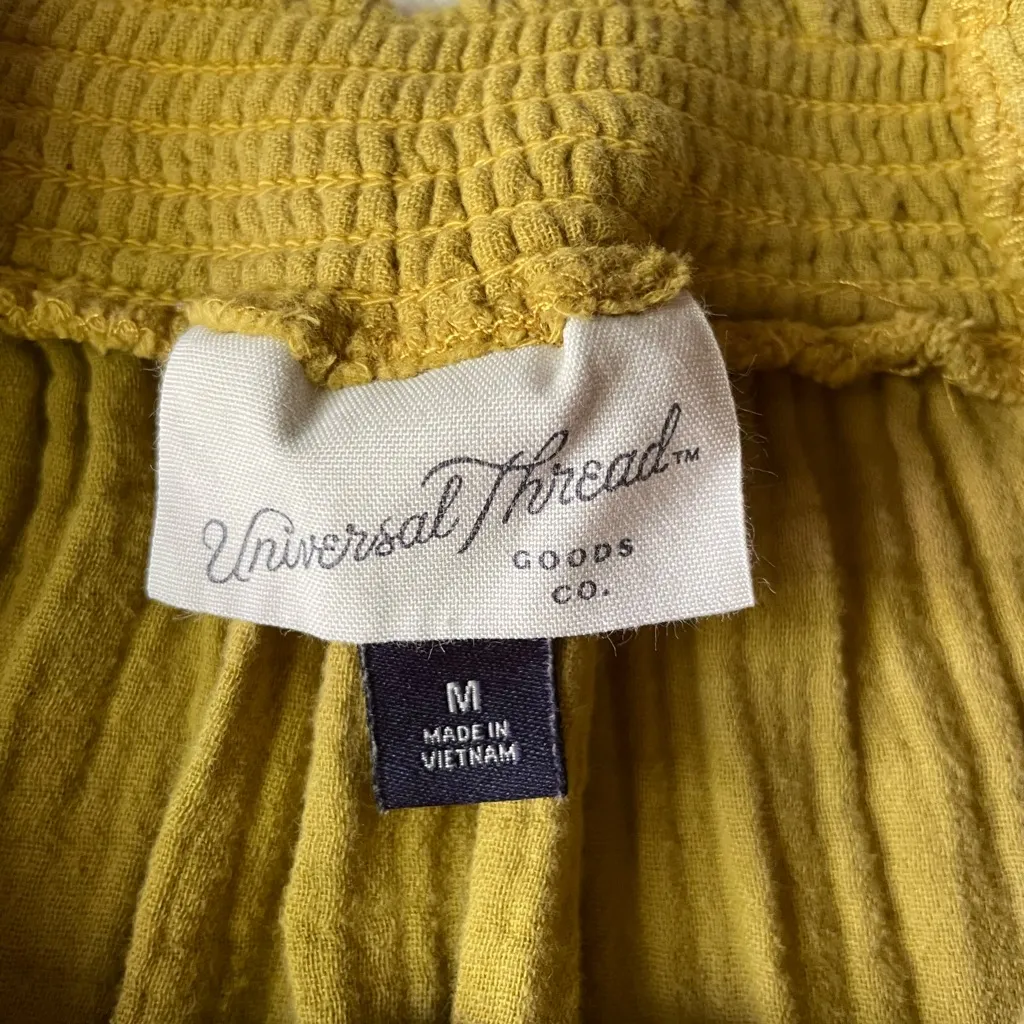 Universal Thread™
GOODS
CO.
M
MADE IN
VIETNAM